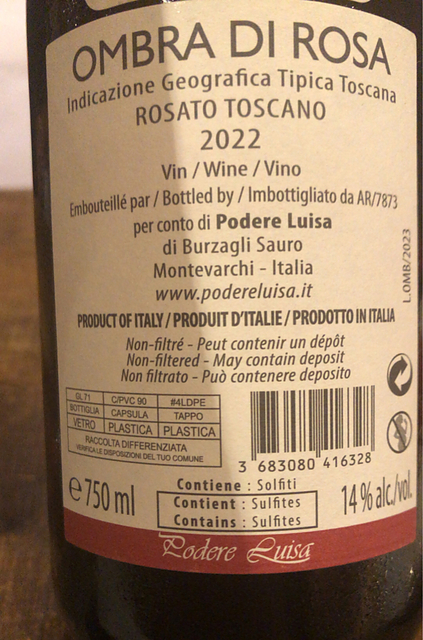 OMBRA DI ROSA
Indicazione Geografica Tipica Toscana
ROSATO TOSCANO
2022
Vin / Wine / Vino
Embouteillé par / Bottled by / Imbottigliato da AR/7873
per conto di Podere Luisa
di Burzagli Sauro
Montevarchi - Italia
www.podereluisa.it
L.OMB/2023
PRODUCT OF ITALY / PRODUIT D'ITALIE / PRODOTTO IN ITALIA
Non-filtré - Peut contenir un dépôt
Non-filtered - May contain deposit
Non filtrato - Può contenere deposito
GL 71 C/PVC 90 #4LDPE
BOTTIGLIA CAPSULA TAPPO
VETRO PLASTICA PLASTICA
RACCOLTA DIFFERENZIATA
VERIFICA LE DISPOSIZIONI DEL TUO COMUNE
3 683080 416328
Contiene : Solfiti
Contient : Sulfites
Contains : Sulfites
e 750 ml
14 % alc./vol.
Podere Luisa